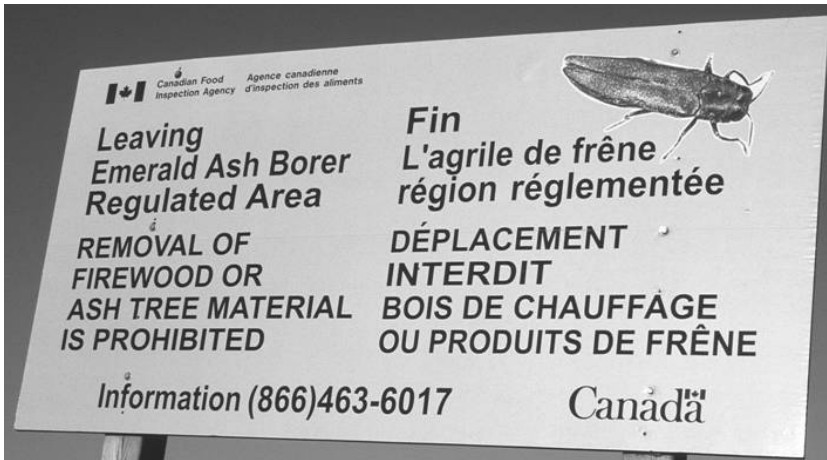 Canadian Food
Inspection Agency
Agence canadienne
d'inspection des aliments
Leaving
Emerald Ash Borer
Regulated Area
REMOVAL OF
FIREWOOD OR
ASH TREE MATERIAL
IS PROHIBITED
Fin
L'agrile de frêne
région réglementée
DÉPLACEMENT
INTERDIT
BOIS DE CHAUFFAGE
OU PRODUITS DE FRÊNE
Information (866)463-6017
Canada